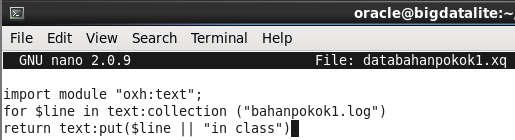 oracle@bigdatalite:~
File Edit View Search Terminal Help
GNU nano 2.0.9 File: databahanpokok1.xq
import module "oxh:text";
for $line in text:collection ("bahanpokok1.log")
return text:put($line || "in class")